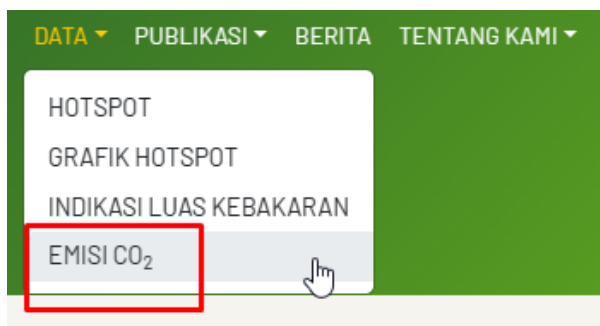 DATA PUBLIKASI BERITA TENTANG KAMI
HOTSPOT
GRAFIK HOTSPOT
INDIKASI LUAS KEBAKARAN
EMISI CO₂